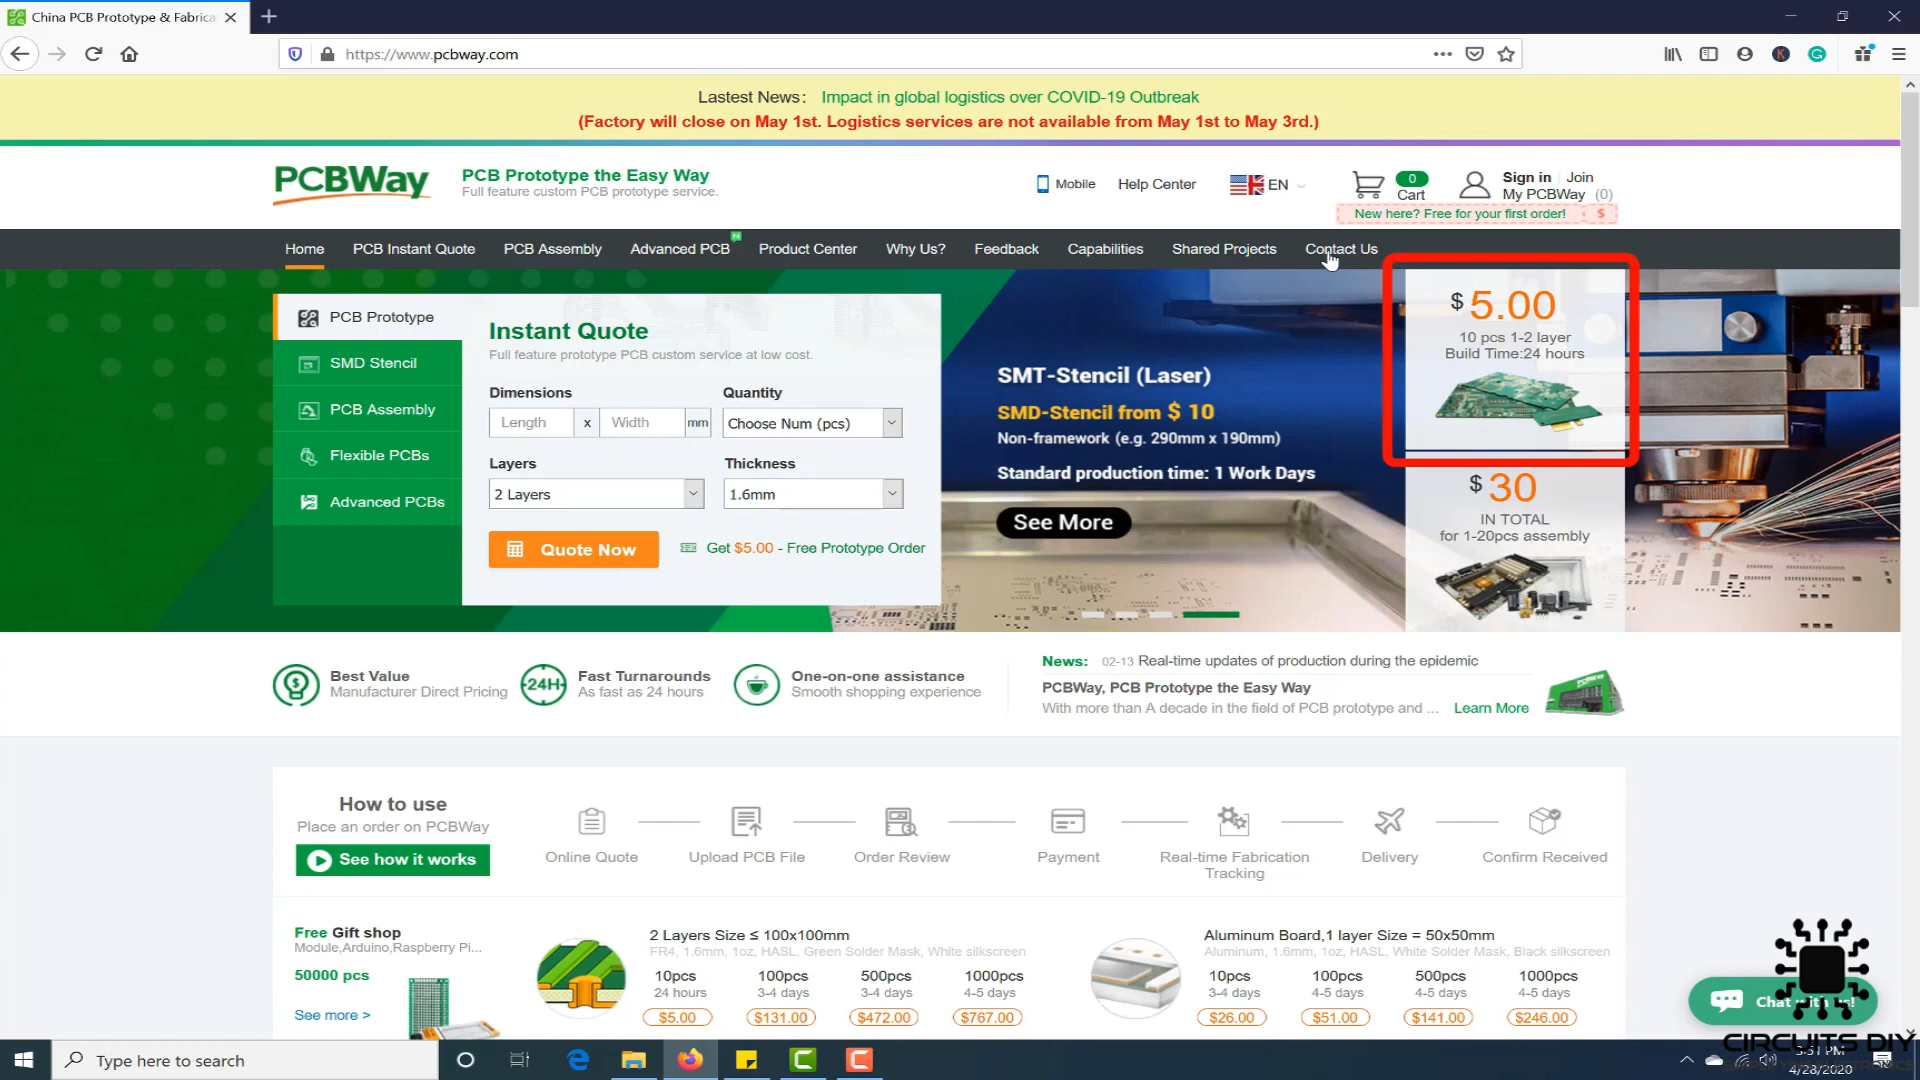 China PCB Prototype & Fabrica
https://www.pcbway.com
Lastest News: Impact in global logistics over COVID-19 Outbreak
(Factory will close on May 1st. Logistics services are not available from May 1st to May 3rd.)
PCBWay
PCB Prototype the Easy Way
Full feature custom PCB prototype service.
Mobile
Help Center
EN
0
Cart
Sign in
Join
My PCBWay (0)
New here? Free for your first order! $
Home
PCB Instant Quote
PCB Assembly
Advanced PCB
N
Product Center
Why Us?
Feedback
Capabilities
Shared Projects
Contact Us
PCB Prototype
SMD Stencil
PCB Assembly
Flexible PCBs
Advanced PCBs
Instant Quote
Full feature prototype PCB custom service at low cost.
Dimensions
Quantity
Length x Width mm
Choose Num (pcs)
Layers
Thickness
2 Layers
1.6mm
Quote Now
Get $5.00 - Free Prototype Order
SMT-Stencil (Laser)
SMD-Stencil from $ 10
Non-framework (e.g. 290mm x 190mm)
Standard production time: 1 Work Days
See More
$ 5.00
10 pcs 1-2 layer
Build Time:24 hours
$ 30
IN TOTAL
for 1-20pcs assembly
Best Value
Manufacturer Direct Pricing
24H
Fast Turnarounds
As fast as 24 hours
One-on-one assistance
Smooth shopping experience
News: 02-13 Real-time updates of production during the epidemic
PCBWay, PCB Prototype the Easy Way
With more than A decade in the field of PCB prototype and ... Learn More
How to use
Place an order on PCBWay
See how it works
Online Quote
Upload PCB File
Order Review
Payment
Real-time Fabrication
Tracking
Delivery
Confirm Received
Free Gift shop
Module,Arduino,Raspberry Pi...
50000 pcs
See more >
2 Layers Size ≤ 100x100mm
FR4, 1.6mm, 1oz, HASL, Green Solder Mask, White silkscreen
10pcs 100pcs 500pcs 1000pcs
24 hours 3-4 days 3-4 days 4-5 days
$5.00 $131.00 $472.00 $767.00
Aluminum Board,1 layer Size = 50x50mm
Aluminum, 1.6mm, 1oz, HASL, White Solder Mask, Black silkscreen
10pcs 100pcs 500pcs 1000pcs
3-4 days 4-5 days 4-5 days 4-5 days
$26.00 $51.00 $141.00 $246.00
Chat with us!
CIRCUITS DIY
Type here to search
3:51 PM
4/28/2020